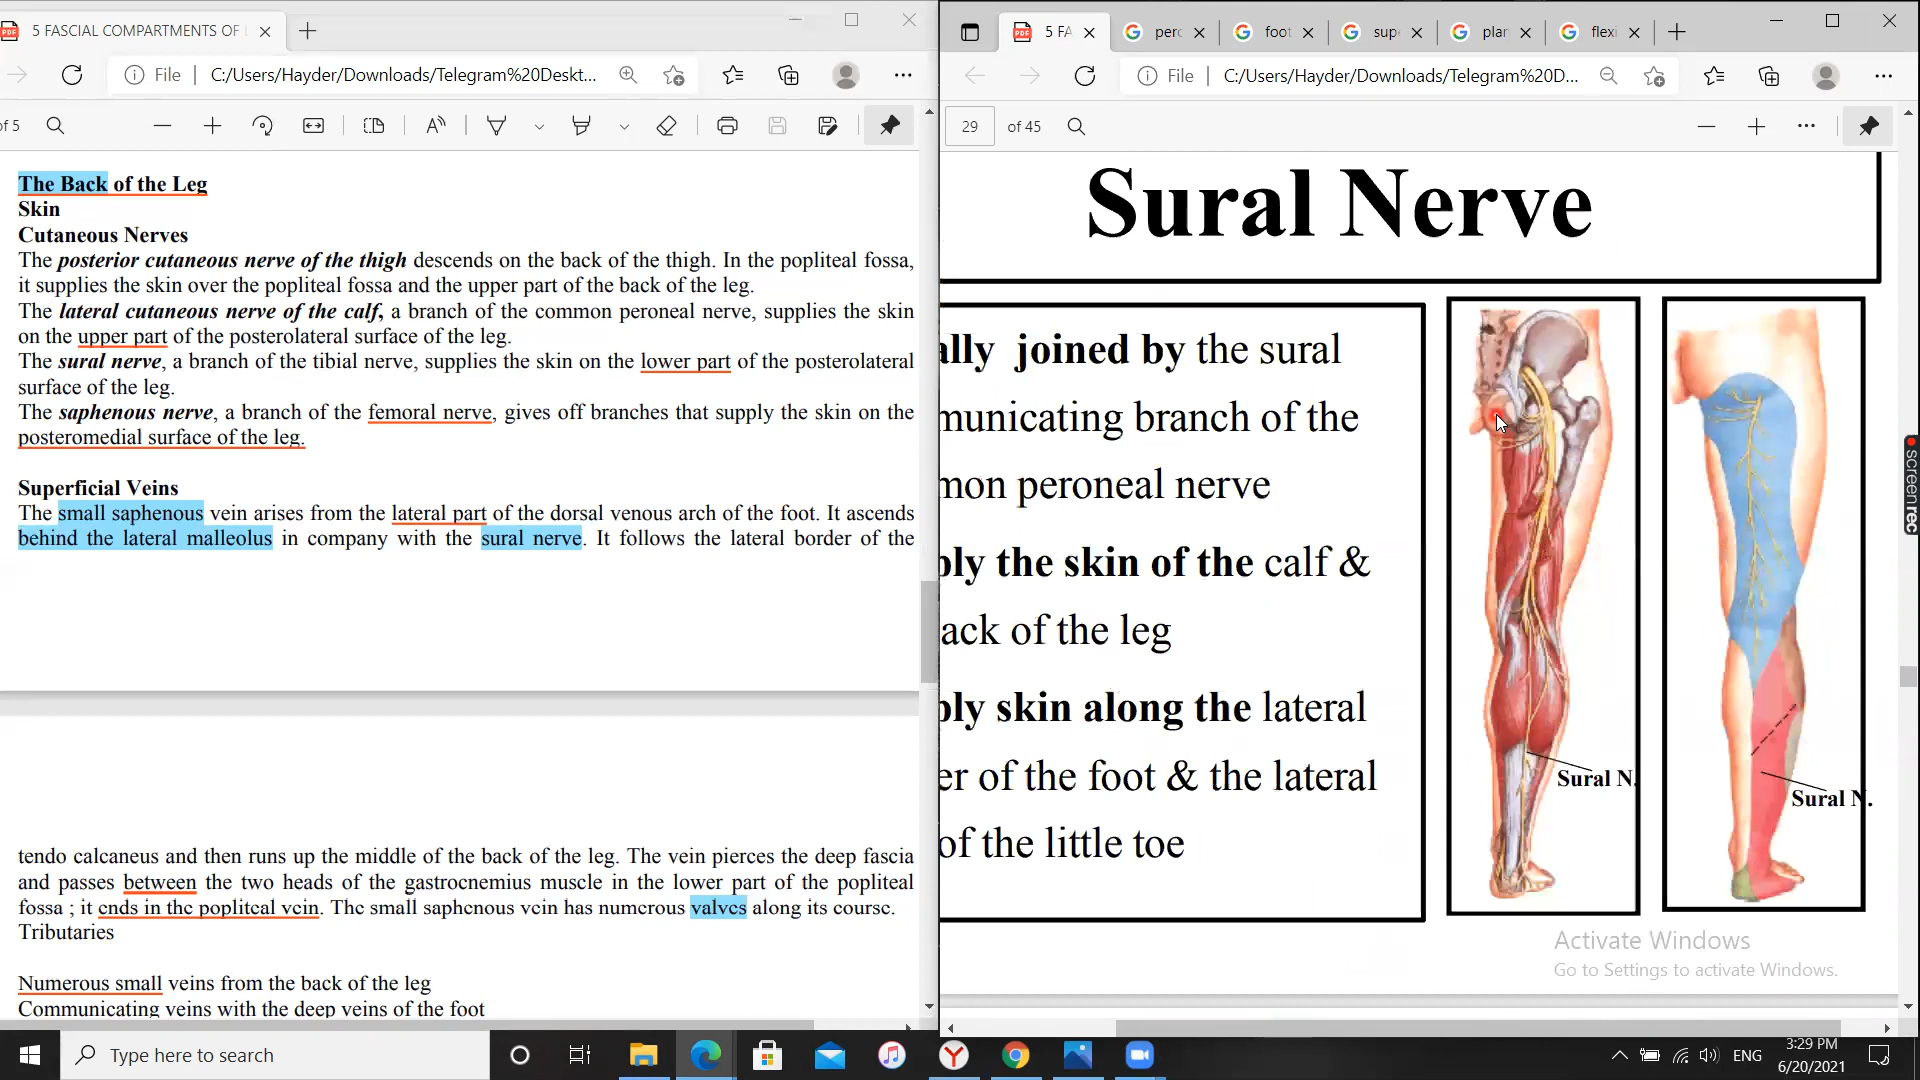 5 FASCIAL COMPARTMENTS OF
File
C:/Users/Hayder/Downloads/Telegram%20Deskt...
of 5
The Back of the Leg
Skin
Cutaneous Nerves
The posterior cutaneous nerve of the thigh descends on the back of the thigh. In the popliteal fossa,
it supplies the skin over the popliteal fossa and the upper part of the back of the leg.
The lateral cutaneous nerve of the calf, a branch of the common peroneal nerve, supplies the skin
on the upper part of the posterolateral surface of the leg.
The sural nerve, a branch of the tibial nerve, supplies the skin on the lower part of the posterolateral
surface of the leg.
The saphenous nerve, a branch of the femoral nerve, gives off branches that supply the skin on the
posteromedial surface of the leg.
Superficial Veins
The small saphenous vein arises from the lateral part of the dorsal venous arch of the foot. It ascends
behind the lateral malleolus in company with the sural nerve. It follows the lateral border of the
tendo calcaneus and then runs up the middle of the back of the leg. The vein pierces the deep fascia
and passes between the two heads of the gastrocnemius muscle in the lower part of the popliteal
fossa ; it ends in the popliteal vein. The small saphenous vein has numerous valves along its course.
Tributaries
Numerous small veins from the back of the leg
Communicating veins with the deep veins of the foot
5 FA
perc
foot
sup
plan
flexi
File
C:/Users/Hayder/Downloads/Telegram%20D...
29 of 45
Sural Nerve
ally joined by the sural
municating branch of the
mon peroneal nerve
ply the skin of the calf &
ack of the leg
ply skin along the lateral
er of the foot & the lateral
of the little toe
Sural N.
Sural N.
Activate Windows
Go to Settings to activate Windows.
screenrec
Type here to search
ENG
3:29 PM
6/20/2021